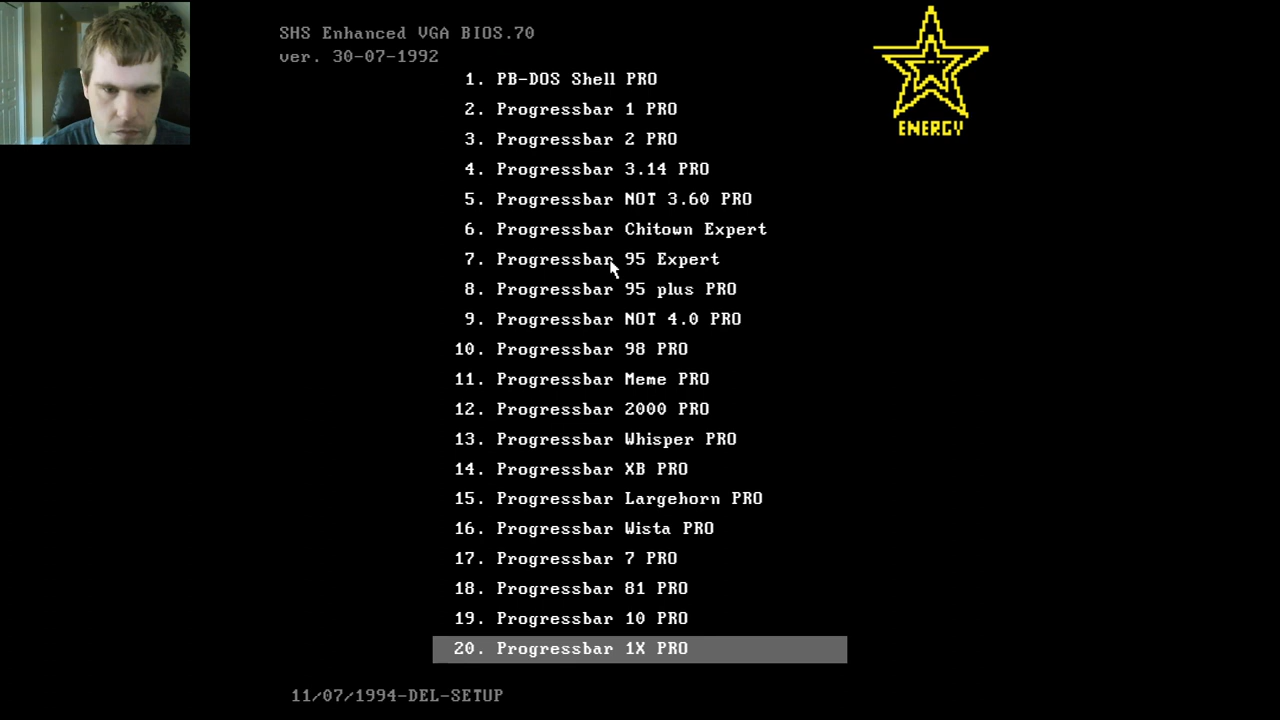 SHS Enhanced VGA BIOS.70
ver. 30-07-1992
ENERGY
1. PB-DOS Shell PRO
2. Progressbar 1 PRO
3. Progressbar 2 PRO
4. Progressbar 3.14 PRO
5. Progressbar NOT 3.60 PRO
6. Progressbar Chitown Expert
7. Progressbar 95 Expert
8. Progressbar 95 plus PRO
9. Progressbar NOT 4.0 PRO
10. Progressbar 98 PRO
11. Progressbar Meme PRO
12. Progressbar 2000 PRO
13. Progressbar Whisper PRO
14. Progressbar XB PRO
15. Progressbar Largehorn PRO
16. Progressbar Wista PRO
17. Progressbar 7 PRO
18. Progressbar 81 PRO
19. Progressbar 10 PRO
20. Progressbar 1X PRO
11/07/1994-DEL-SETUP